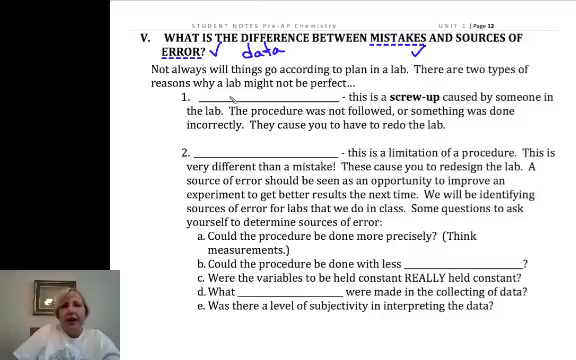 STUDENT NOTES Pre-AP Chemistry UNIT 1 | Page 12
V. WHAT IS THE DIFFERENCE BETWEEN MISTAKES AND SOURCES OF
ERROR? ✓ data ✓
Not always will things go according to plan in a lab. There are two types of
reasons why a lab might not be perfect…
1. ____________________ - this is a screw-up caused by someone in
the lab. The procedure was not followed, or something was done
incorrectly. They cause you to have to redo the lab.
2. ____________________ - this is a limitation of a procedure. This is
very different than a mistake! These cause you to redesign the lab. A
source of error should be seen as an opportunity to improve an
experiment to get better results the next time. We will be identifying
sources of error for labs that we do in class. Some questions to ask
yourself to determine sources of error:
a. Could the procedure be done more precisely? (Think
measurements.)
b. Could the procedure be done with less _________________?
c. Were the variables to be held constant REALLY held constant?
d. What _______________ were made in the collecting of data?
e. Was there a level of subjectivity in interpreting the data?